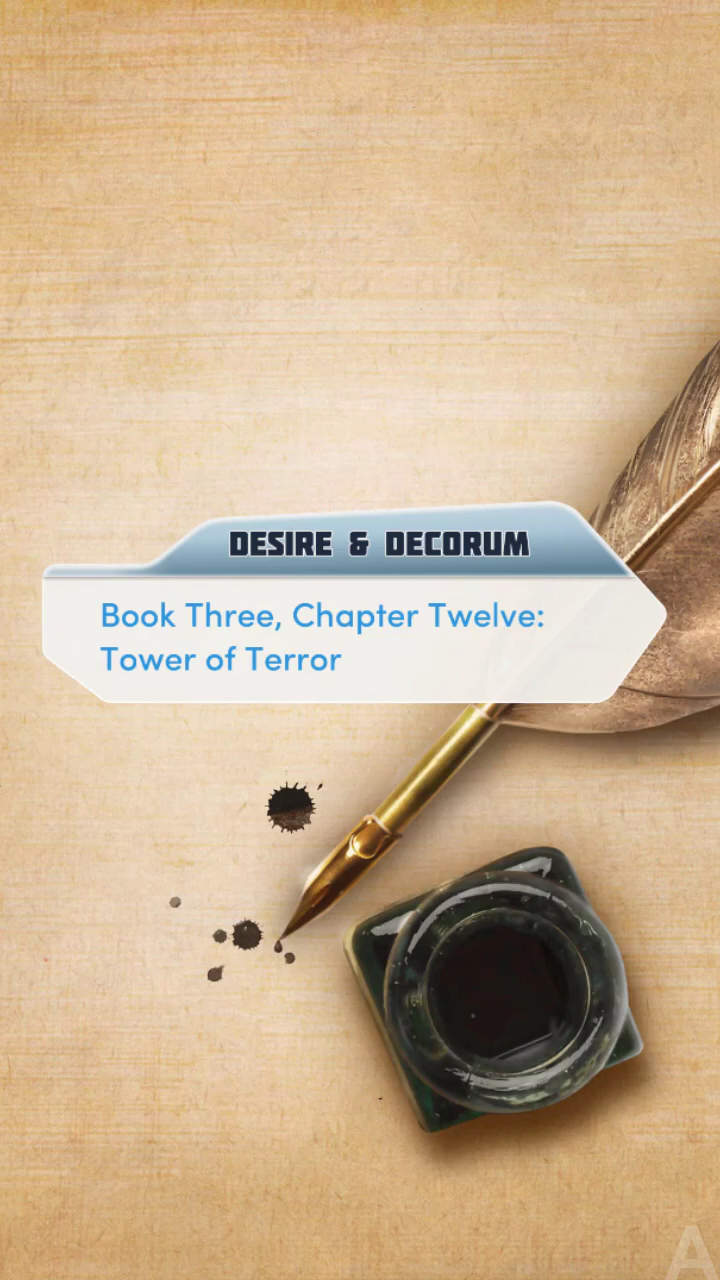 DESIRE & DECORUM
Book Three, Chapter Twelve:
Tower of Terror
A